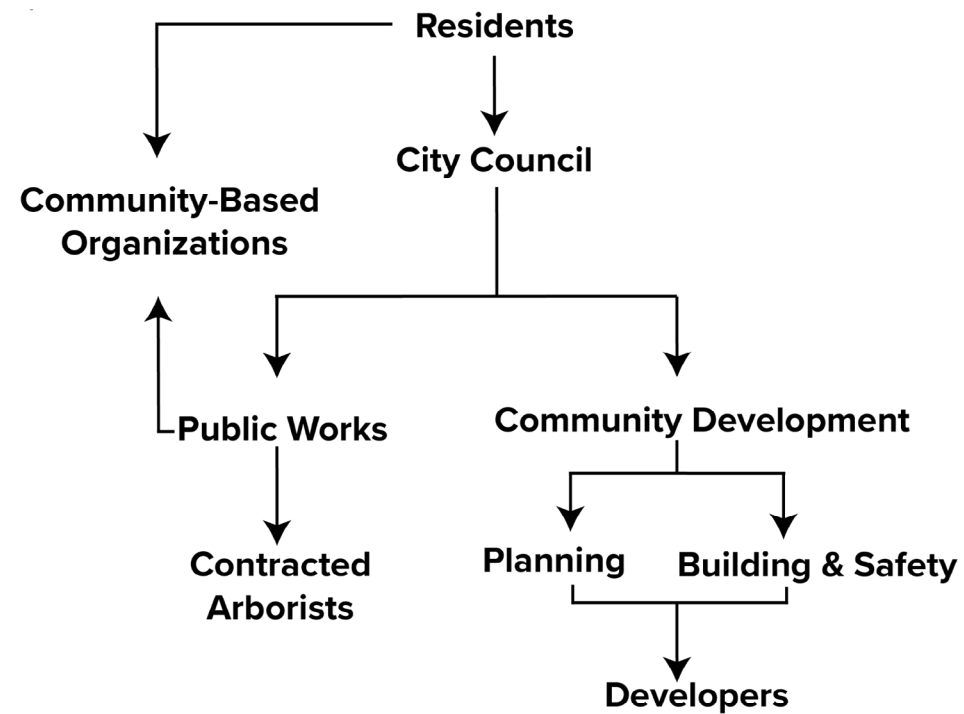 Residents
City Council
Community-Based
Organizations
Public Works
Community Development
Contracted
Arborists
Planning
Building & Safety
Developers